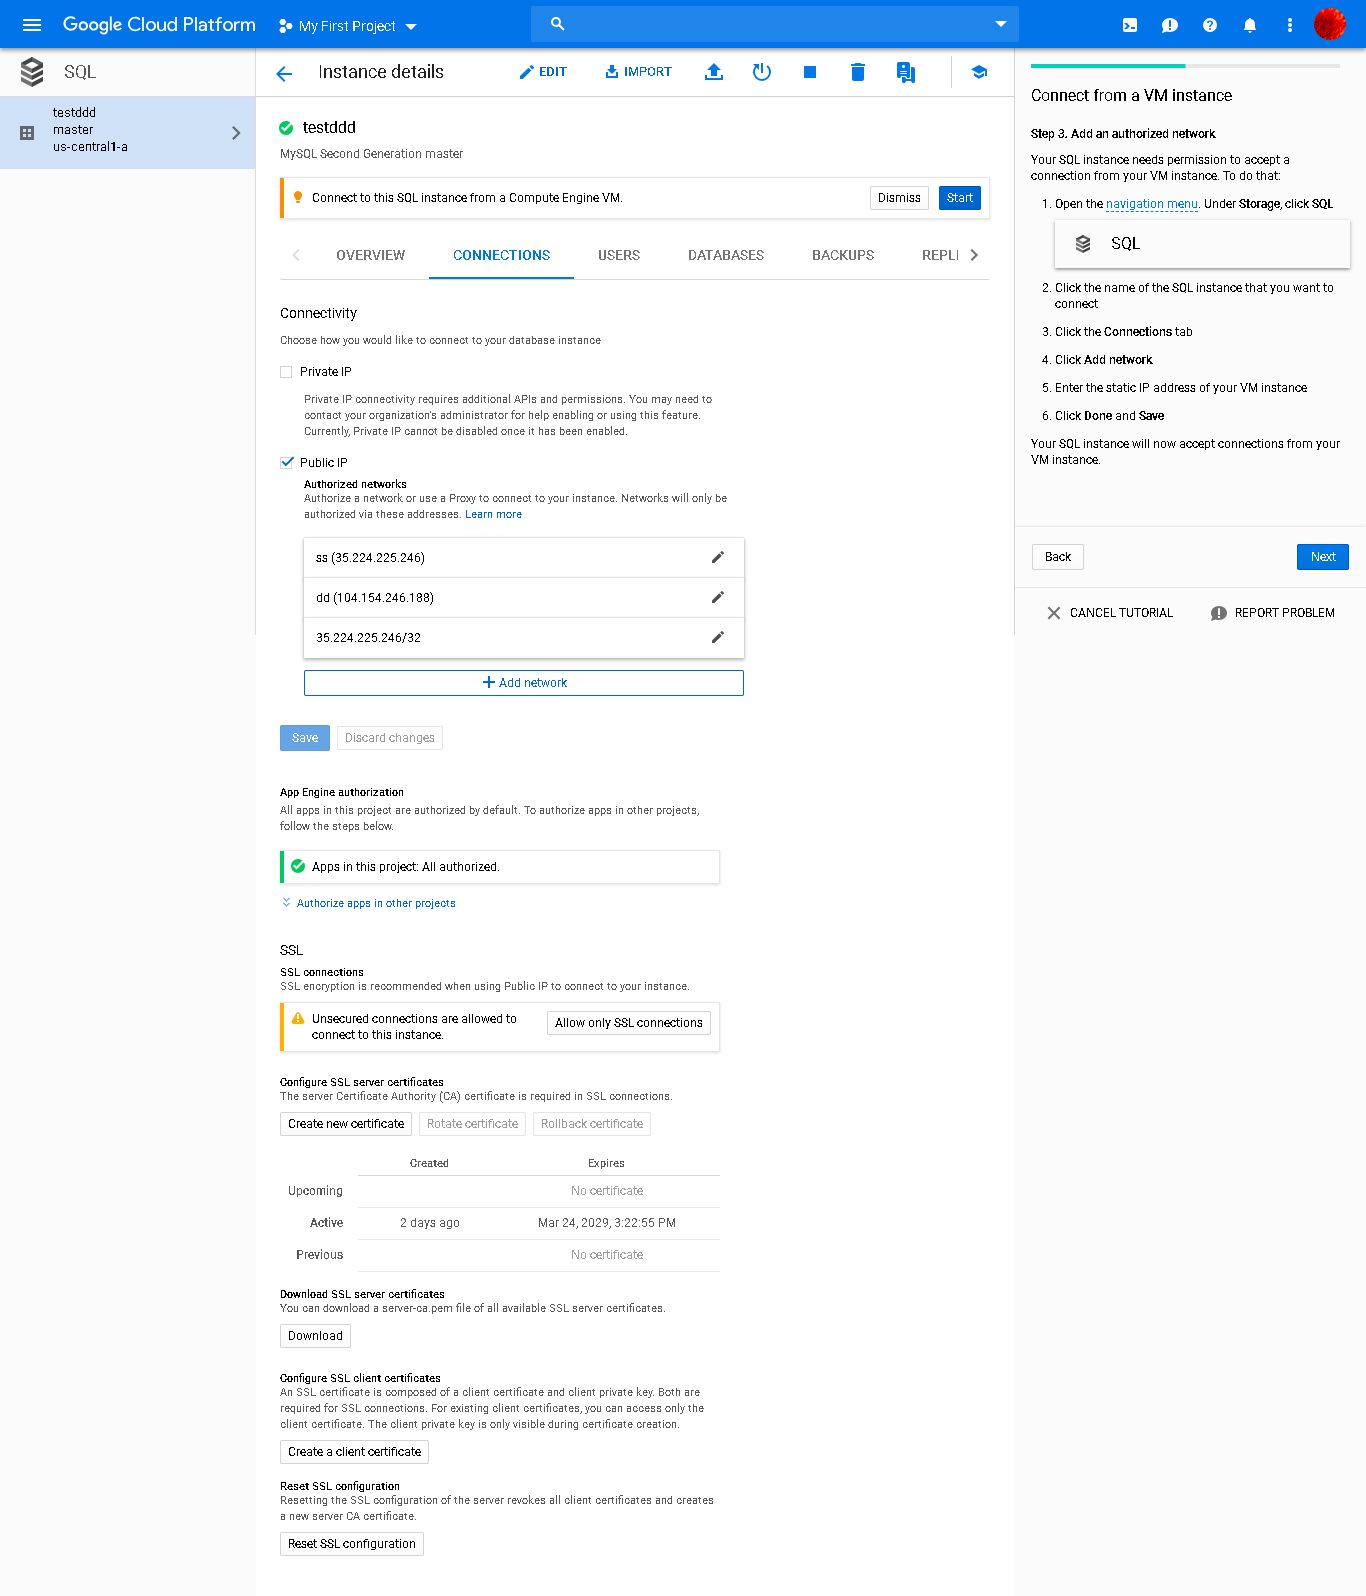 Google Cloud Platform
My First Project
SQL
testddd
master
us-central1-a
Instance details
EDIT
IMPORT
testddd
MySQL Second Generation master
Connect to this SQL instance from a Compute Engine VM.
Dismiss
Start
OVERVIEW
CONNECTIONS
USERS
DATABASES
BACKUPS
REPLI
Connectivity
Choose how you would like to connect to your database instance
Private IP
Private IP connectivity requires additional APIs and permissions. You may need to
contact your organization's administrator for help enabling or using this feature.
Currently, Private IP cannot be disabled once it has been enabled.
Public IP
Authorized networks
Authorize a network or use a Proxy to connect to your instance. Networks will only be
authorized via these addresses. Learn more
ss (35.224.225.246)
dd (104.154.246.188)
35.224.225.246/32
Add network
Save
Discard changes
App Engine authorization
All apps in this project are authorized by default. To authorize apps in other projects,
follow the steps below.
Apps in this project: All authorized.
Authorize apps in other projects
SSL
SSL connections
SSL encryption is recommended when using Public IP to connect to your instance.
Unsecured connections are allowed to
connect to this instance.
Allow only SSL connections
Configure SSL server certificates
The server Certificate Authority (CA) certificate is required in SSL connections.
Create new certificate
Rotate certificate
Rollback certificate
Created Expires
Upcoming No certificate
Active 2 days ago Mar 24, 2029, 3:22:55 PM
Previous No certificate
Download SSL server certificates
You can download a server-ca.pem file of all available SSL server certificates.
Download
Configure SSL client certificates
An SSL certificate is composed of a client certificate and client private key. Both are
required for SSL connections. For existing client certificates, you can access only the
client certificate. The client private key is only visible during certificate creation.
Create a client certificate
Reset SSL configuration
Resetting the SSL configuration of the server revokes all client certificates and creates
a new server CA certificate.
Reset SSL configuration
Connect from a VM instance
Step 3. Add an authorized network
Your SQL instance needs permission to accept a
connection from your VM instance. To do that:
1. Open the navigation menu. Under Storage, click SQL
SQL
2. Click the name of the SQL instance that you want to
connect
3. Click the Connections tab
4. Click Add network
5. Enter the static IP address of your VM instance
6. Click Done and Save
Your SQL instance will now accept connections from your
VM instance.
Back
Next
CANCEL TUTORIAL
REPORT PROBLEM